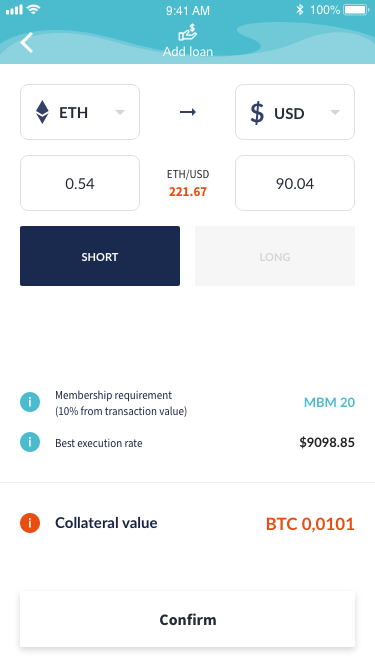 9:41 AM
100%
Add loan
ETH
$ USD
0.54
ETH/USD
221.67
90.04
SHORT
LONG
Membership requirement
(10% from transaction value)
MBM 20
Best execution rate
$9098.85
Collateral value
BTC 0,0101
Confirm